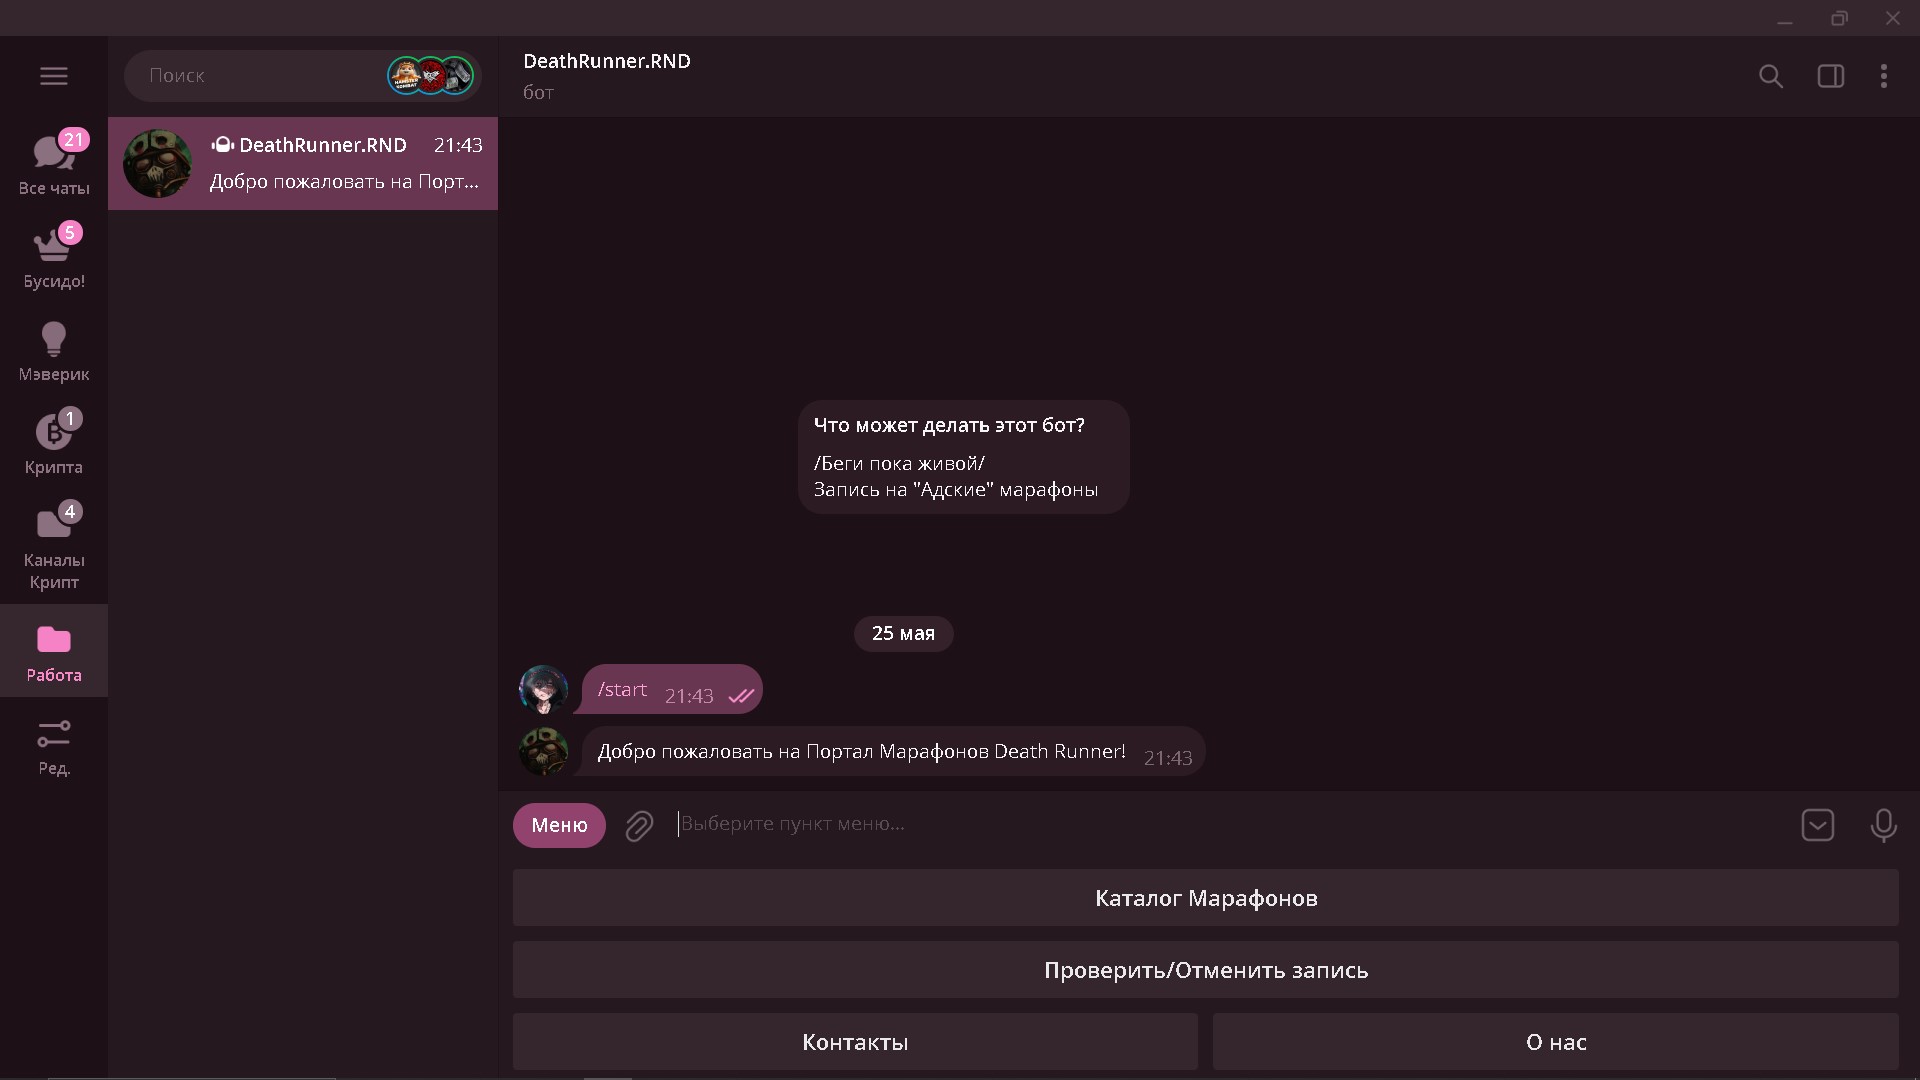 Поиск
DeathRunner.RND
бот
21
Все чаты
5
Бусидо!
Мэверик
1
Крипта
4
Каналы
Крипт
Работа
Ред.
DeathRunner.RND 21:43
Добро пожаловать на Порт...
Что может делать этот бот?
/Беги пока живой/
Запись на "Адские" марафоны
25 мая
/start 21:43
Добро пожаловать на Портал Марафонов Death Runner! 21:43
Меню
Выберите пункт меню...
Каталог Марафонов
Проверить/Отменить запись
Контакты
О нас